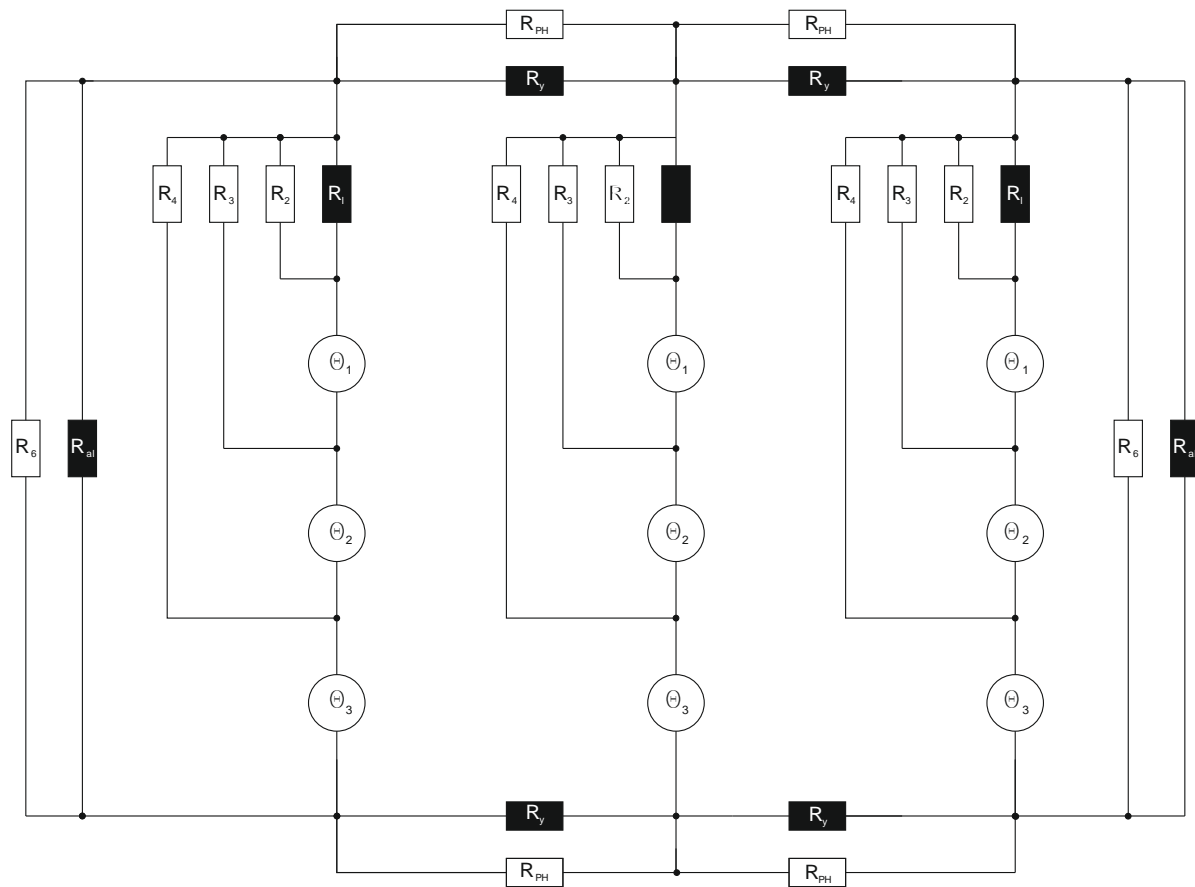 R_PH R_PH
R_y R_y
R_4 R_3 R_2 R_l R_4 R_3 R_2 R_4 R_3 R_2 R_l
Θ_1 Θ_1 Θ_1
R_6 R_al R_6 R_al
Θ_2 Θ_2 Θ_2
Θ_3 Θ_3 Θ_3
R_y R_y
R_PH R_PH